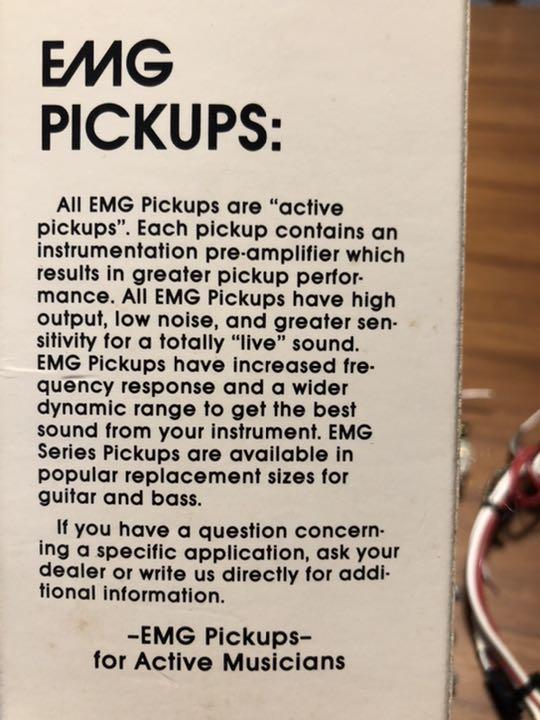 EMG
PICKUPS:
All EMG Pickups are “active
pickups”. Each pickup contains an
instrumentation pre-amplifier which
results in greater pickup perfor-
mance. All EMG Pickups have high
output, low noise, and greater sen-
sitivity for a totally “live” sound.
EMG Pickups have increased fre-
quency response and a wider
dynamic range to get the best
sound from your instrument. EMG
Series Pickups are available in
popular replacement sizes for
guitar and bass.
If you have a question concern-
ing a specific application, ask your
dealer or write us directly for addi-
tional information.
–EMG Pickups–
for Active Musicians